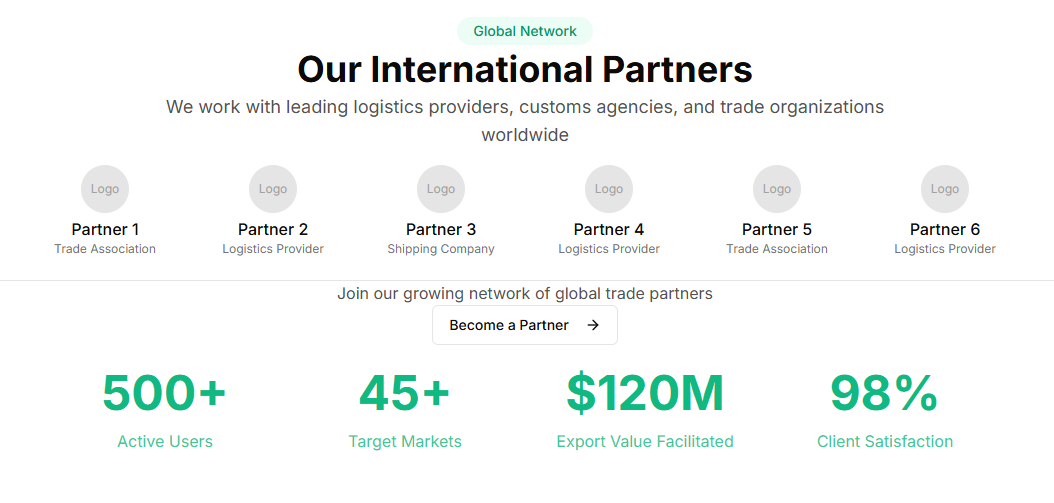 Global Network
Our International Partners
We work with leading logistics providers, customs agencies, and trade organizations
worldwide
Logo Logo Logo Logo Logo Logo
Partner 1 Partner 2 Partner 3 Partner 4 Partner 5 Partner 6
Trade Association Logistics Provider Shipping Company Logistics Provider Trade Association Logistics Provider
Join our growing network of global trade partners
Become a Partner →
500+ 45+ $120M 98%
Active Users Target Markets Export Value Facilitated Client Satisfaction